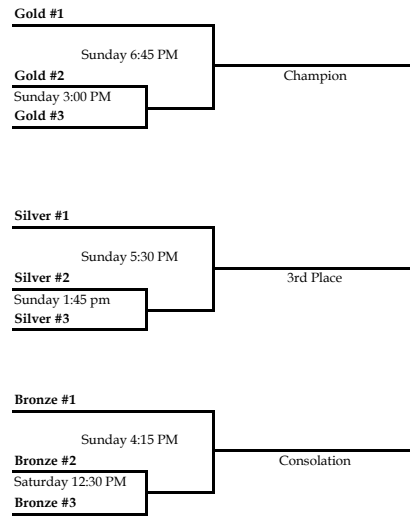 Gold #1
Sunday 6:45 PM
Gold #2
Champion
Sunday 3:00 PM
Gold #3
Silver #1
Sunday 5:30 PM
Silver #2
3rd Place
Sunday 1:45 pm
Silver #3
Bronze #1
Sunday 4:15 PM
Bronze #2
Consolation
Saturday 12:30 PM
Bronze #3